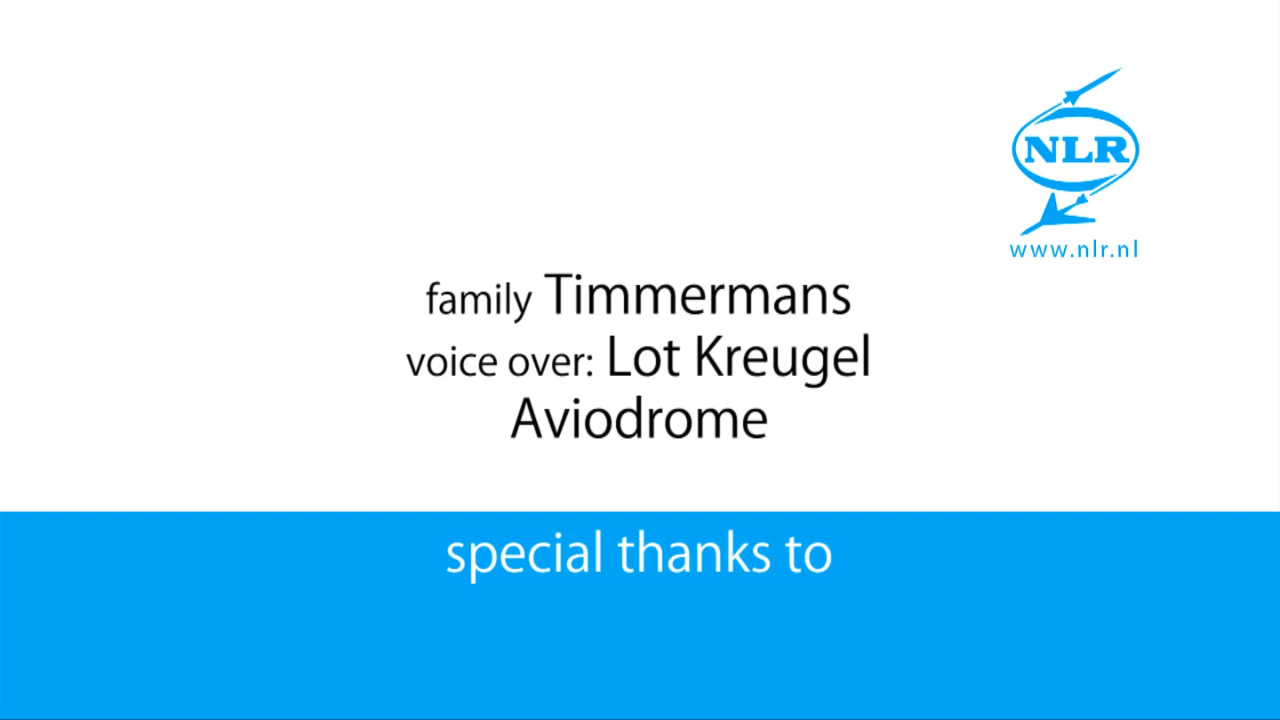 NLR
www.nlr.nl
family Timmermans
voice over: Lot Kreugel
Aviodrome
special thanks to